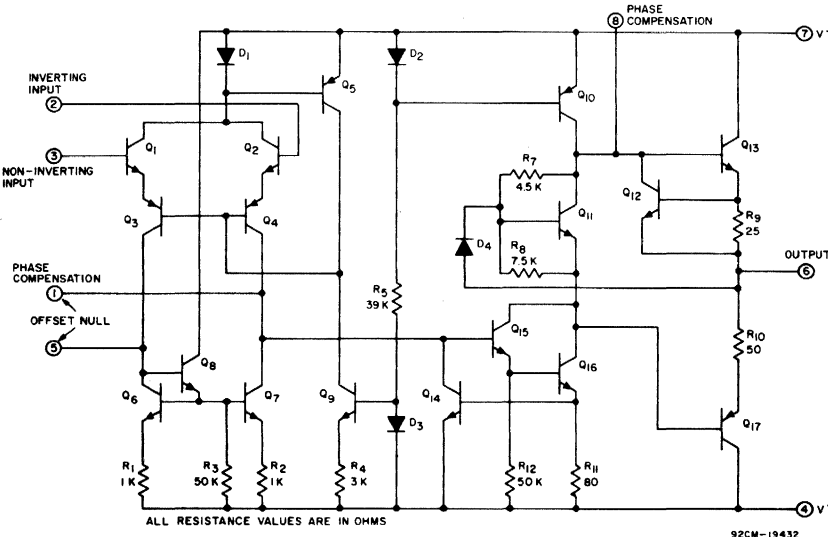 PHASE
COMPENSATION
8
7 V+
D1
D2
Q5
INVERTING
INPUT
2
Q10
Q13
3
Q1
Q2
NON-INVERTING
INPUT
R7
4.5 K
Q12
Q3
Q4
Q11
R9
25
D4
R8
7.5 K
OUTPUT
6
PHASE
COMPENSATION
1
R5
39 K
OFFSET NULL
5
Q15
R10
50
Q8
Q16
Q6
Q7
Q9
Q14
D3
Q17
R1
1 K
R3
50 K
R2
1K
R4
3 K
R12
50 K
R11
80
4 V
ALL RESISTANCE VALUES ARE IN OHMS
92CM-19432